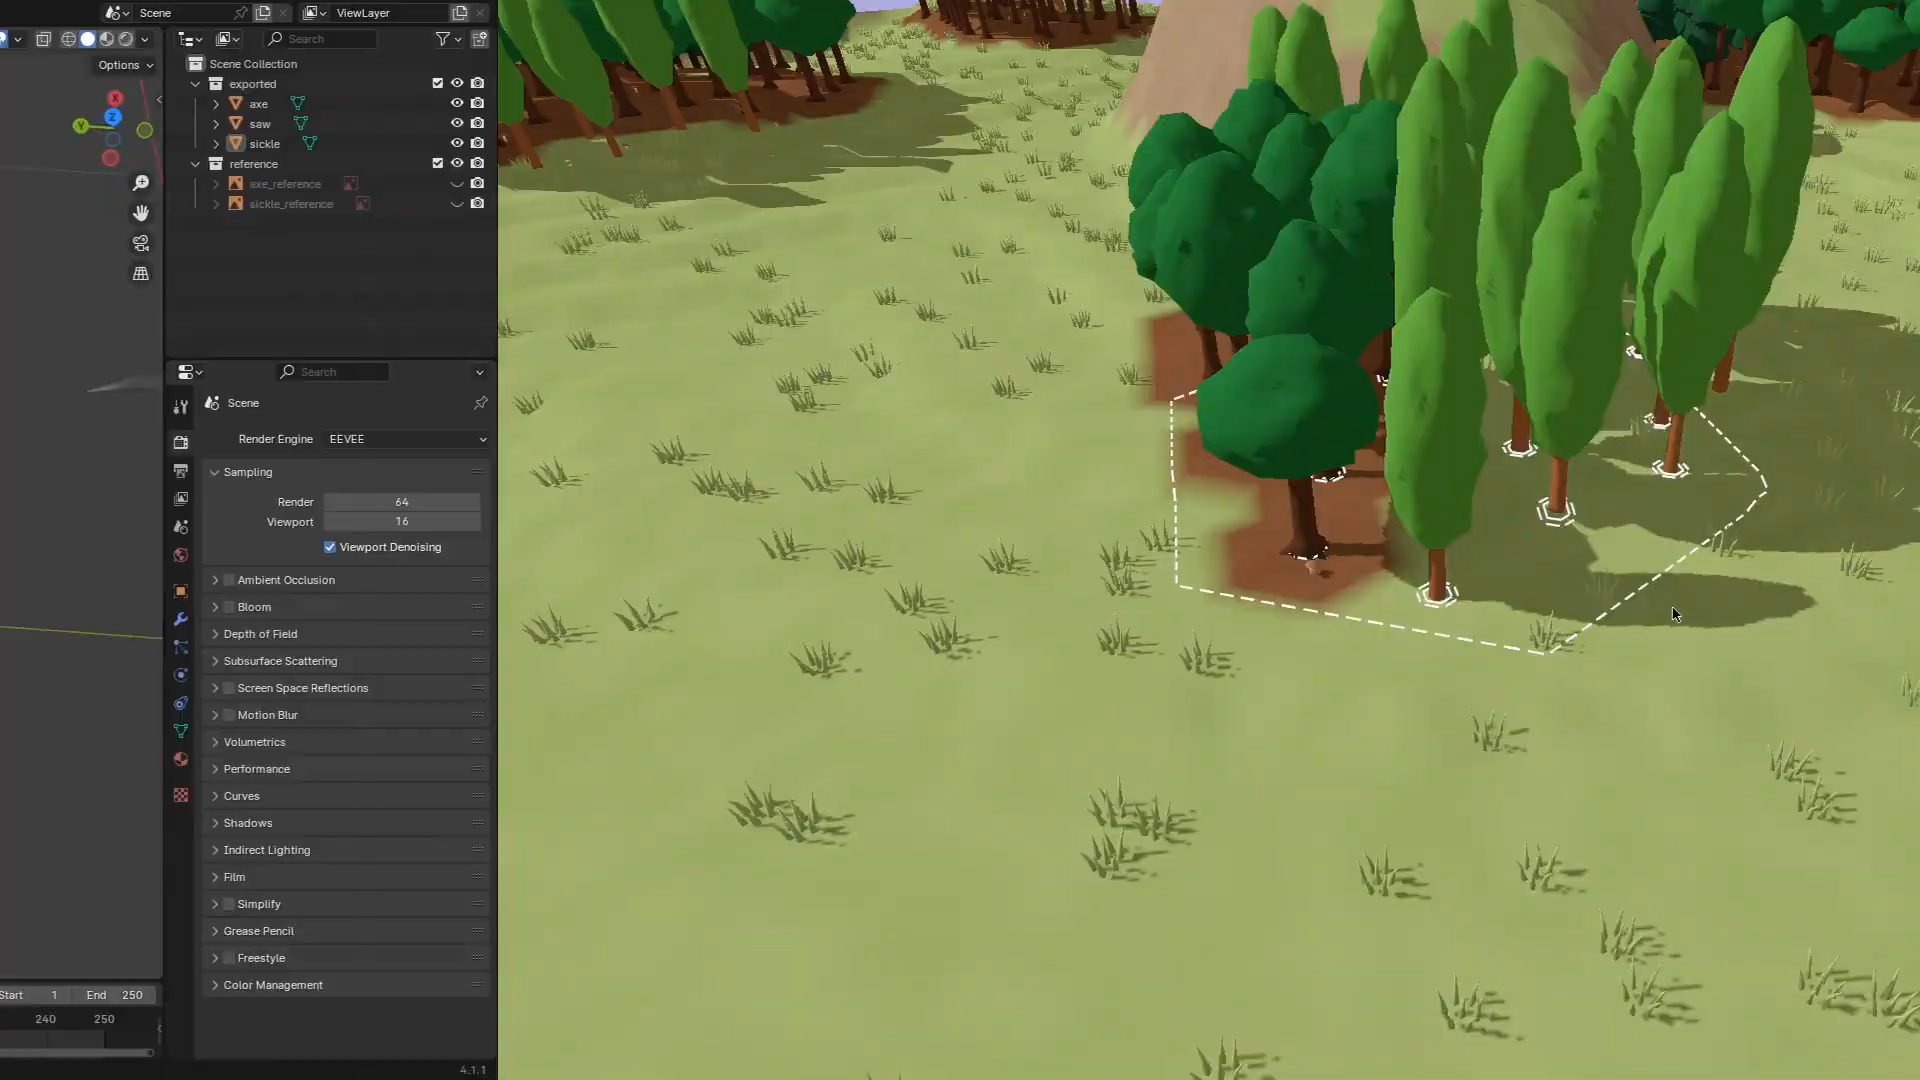 Scene
ViewLayer
Options
Search
Scene Collection
exported
axe
saw
sickle
reference
axe_reference
sickle_reference
X
Y
Z
Search
Scene
Render Engine EEVEE
Sampling
Render 64
Viewport 16
Viewport Denoising
Ambient Occlusion
Bloom
Depth of Field
Subsurface Scattering
Screen Space Reflections
Motion Blur
Volumetrics
Performance
Curves
Shadows
Indirect Lighting
Film
Simplify
Grease Pencil
Freestyle
Color Management
Start 1 End 250
240 250
4.1.1